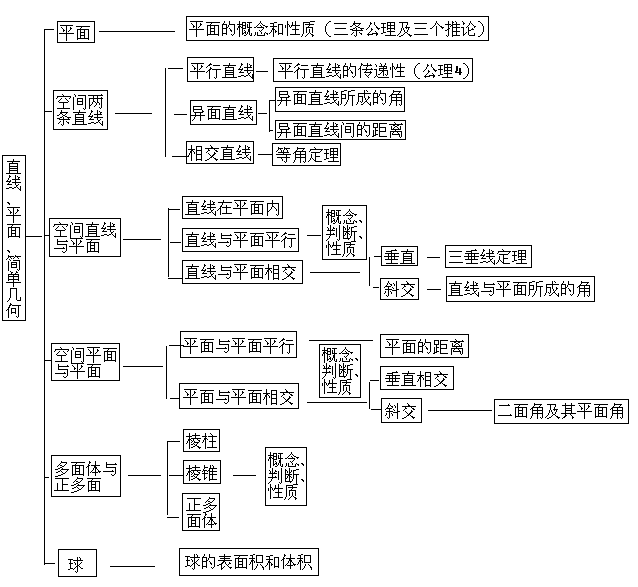 直线、平面、简单几何
平面
平面的概念和性质（三条公理及三个推论）
空间两
条直线
平行直线
平行直线的传递性（公理4）
异面直线
异面直线所成的角
异面直线间的距离
相交直线
等角定理
空间直线
与平面
直线在平面内
直线与平面平行
直线与平面相交
概念、
判断、
性质
垂直
三垂线定理
斜交
直线与平面所成的角
空间平面
与平面
平面与平面平行
平面与平面相交
概念、
判断、
性质
平面的距离
垂直相交
斜交
二面角及其平面角
多面体与
正多面
棱柱
棱锥
正多
面体
概念、
判断、
性质
球
球的表面积和体积